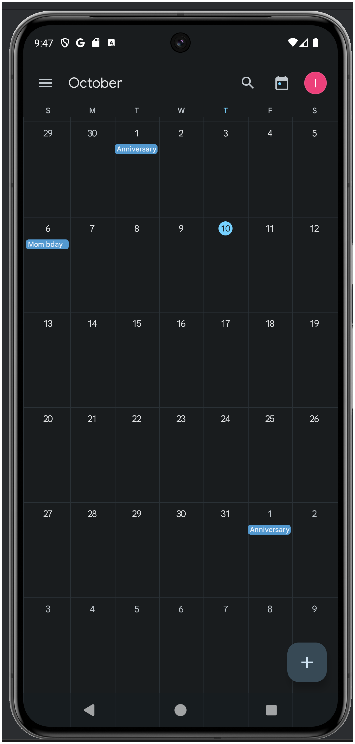 9:47
October
I
S M T W T F S
29 30 1 2 3 4 5
Anniversary
6 7 8 9 10 11 12
Mom bday
13 14 15 16 17 18 19
20 21 22 23 24 25 26
27 28 29 30 31 1 2
Anniversary
3 4 5 6 7 8 9
+